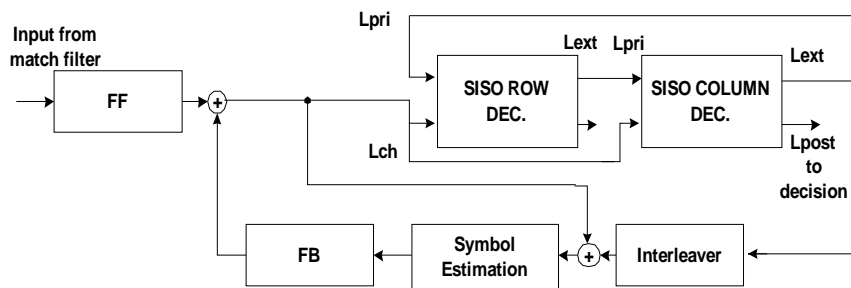 Input from
match filter
FF
+
Lpri
Lch
SISO ROW
DEC.
Lext
Lpri
SISO COLUMN
DEC.
Lext
Lpost
to
decision
FB
Symbol
Estimation
+
Interleaver